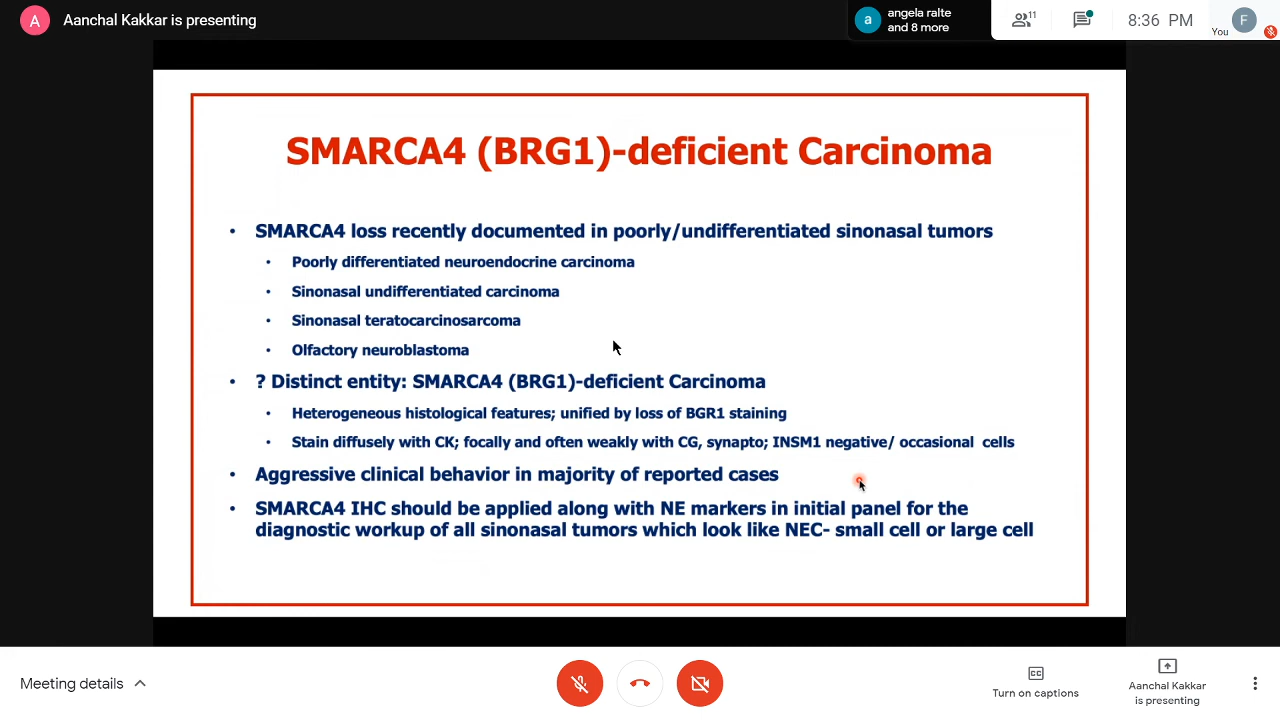 A
Aanchal Kakkar is presenting
a
angela ralte
and 8 more
11
8:36 PM
You
F
SMARCA4 (BRG1)-deficient Carcinoma
• SMARCA4 loss recently documented in poorly/undifferentiated sinonasal tumors
• Poorly differentiated neuroendocrine carcinoma
• Sinonasal undifferentiated carcinoma
• Sinonasal teratocarcinosarcoma
• Olfactory neuroblastoma
• ? Distinct entity: SMARCA4 (BRG1)-deficient Carcinoma
• Heterogeneous histological features; unified by loss of BGR1 staining
• Stain diffusely with CK; focally and often weakly with CG, synapto; INSM1 negative/ occasional cells
• Aggressive clinical behavior in majority of reported cases
• SMARCA4 IHC should be applied along with NE markers in initial panel for the
diagnostic workup of all sinonasal tumors which look like NEC- small cell or large cell
Meeting details
CC
Turn on captions
Aanchal Kakkar
is presenting